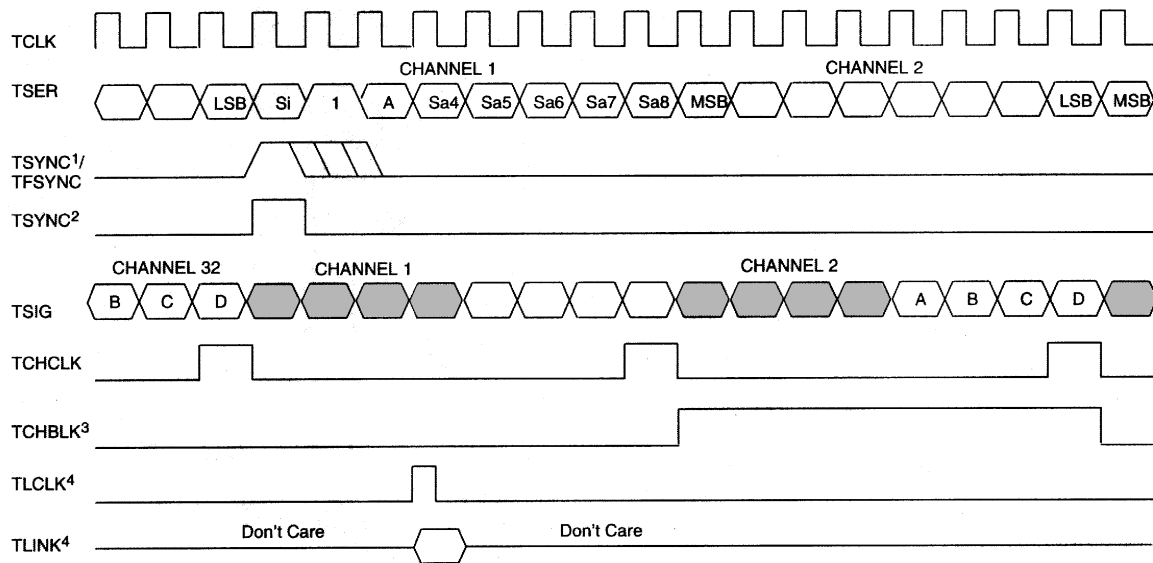 TCLK
CHANNEL 1 CHANNEL 2
TSER LSB Si 1 A Sa4 Sa5 Sa6 Sa7 Sa8 MSB LSB MSB
TSYNC¹/
TFSYNC
TSYNC²
CHANNEL 32 CHANNEL 1 CHANNEL 2
TSIG B C D A B C D
TCHCLK
TCHBLK³
TLCLK⁴
Don't Care Don't Care
TLINK⁴